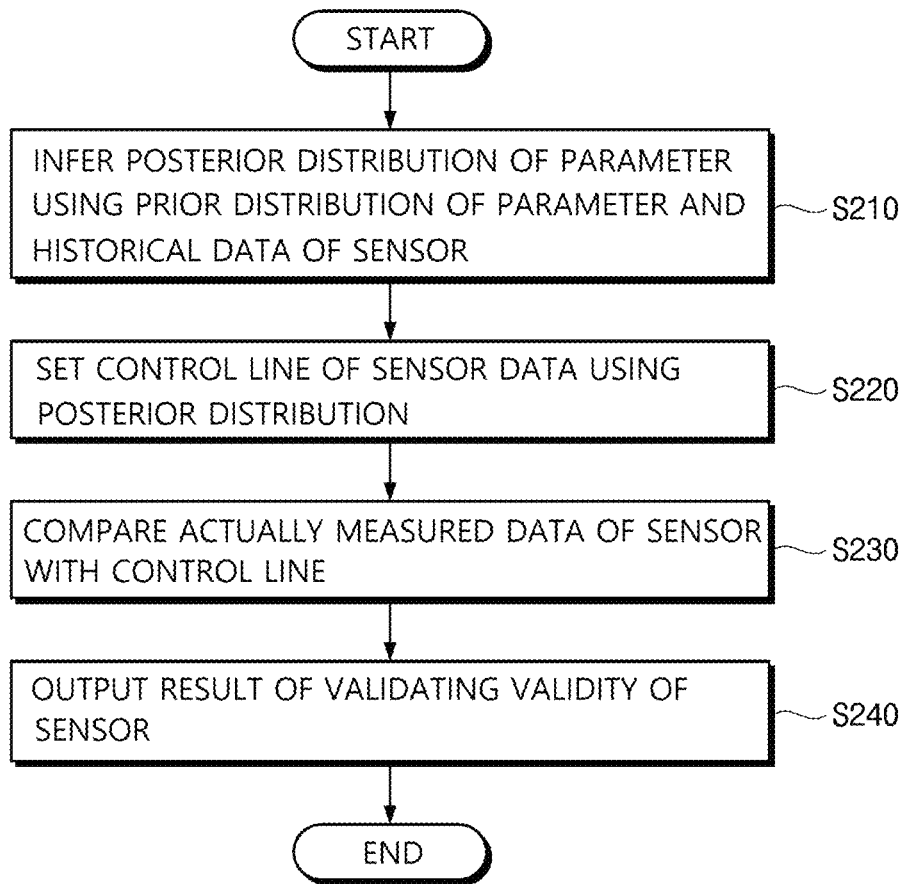 START
INFER POSTERIOR DISTRIBUTION OF PARAMETER
USING PRIOR DISTRIBUTION OF PARAMETER AND
HISTORICAL DATA OF SENSOR
S210
SET CONTROL LINE OF SENSOR DATA USING
POSTERIOR DISTRIBUTION
S220
COMPARE ACTUALLY MEASURED DATA OF SENSOR
WITH CONTROL LINE
S230
OUTPUT RESULT OF VALIDATING VALIDITY OF
SENSOR
S240
END